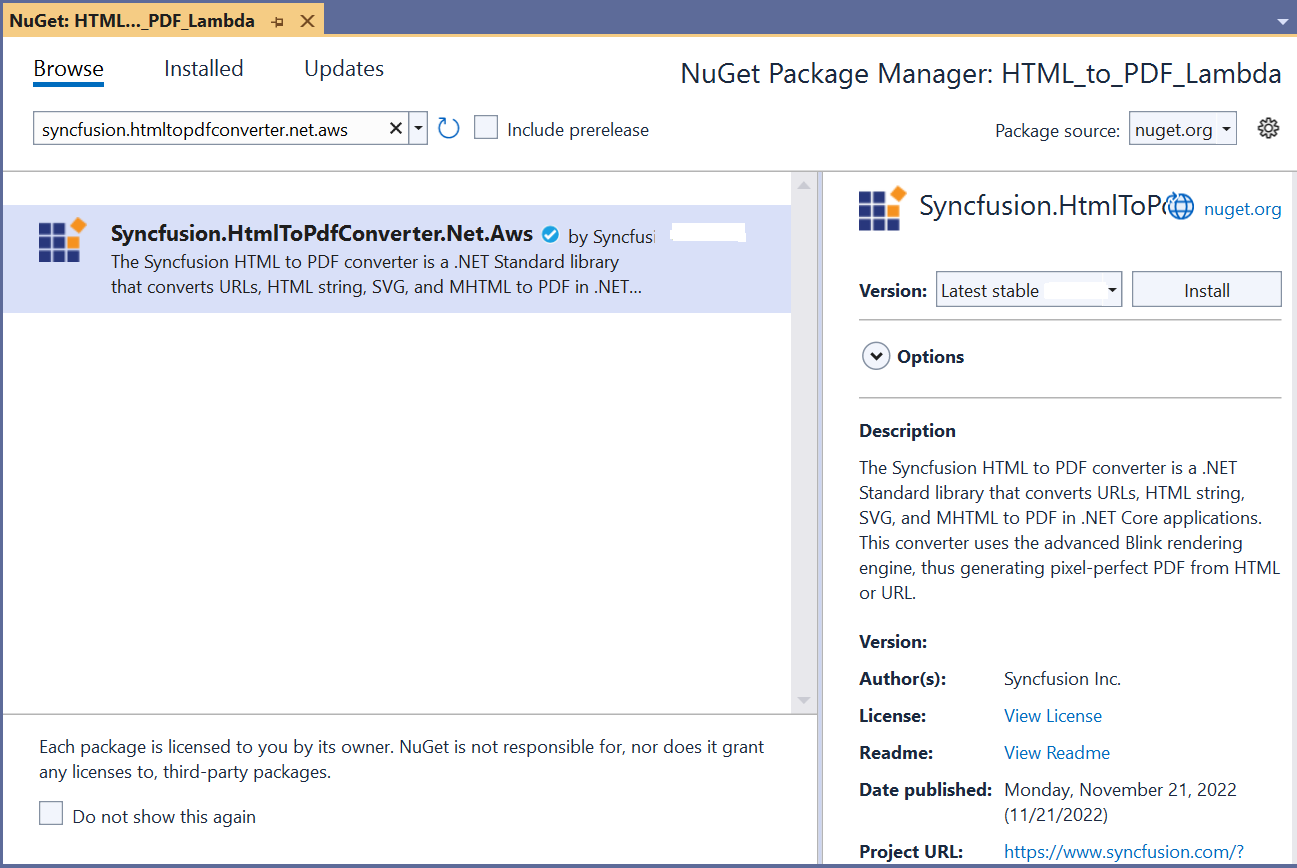 NuGet: HTML..._PDF_Lambda
Browse Installed Updates
NuGet Package Manager: HTML_to_PDF_Lambda
syncfusion.htmltopdfconverter.net.aws
Include prerelease
Package source: nuget.org
Syncfusion.HtmlToPdfConverter.Net.Aws by Syncfusi
The Syncfusion HTML to PDF converter is a .NET Standard library
that converts URLs, HTML string, SVG, and MHTML to PDF in .NET...
Each package is licensed to you by its owner. NuGet is not responsible for, nor does it grant
any licenses to, third-party packages.
Do not show this again
Syncfusion.HtmlToP nuget.org
Version: Latest stable Install
Options
Description
The Syncfusion HTML to PDF converter is a .NET
Standard library that converts URLs, HTML string,
SVG, and MHTML to PDF in .NET Core applications.
This converter uses the advanced Blink rendering
engine, thus generating pixel-perfect PDF from HTML
or URL.
Version:
Author(s): Syncfusion Inc.
License: View License
Readme: View Readme
Date published: Monday, November 21, 2022
(11/21/2022)
Project URL: https://www.syncfusion.com/?